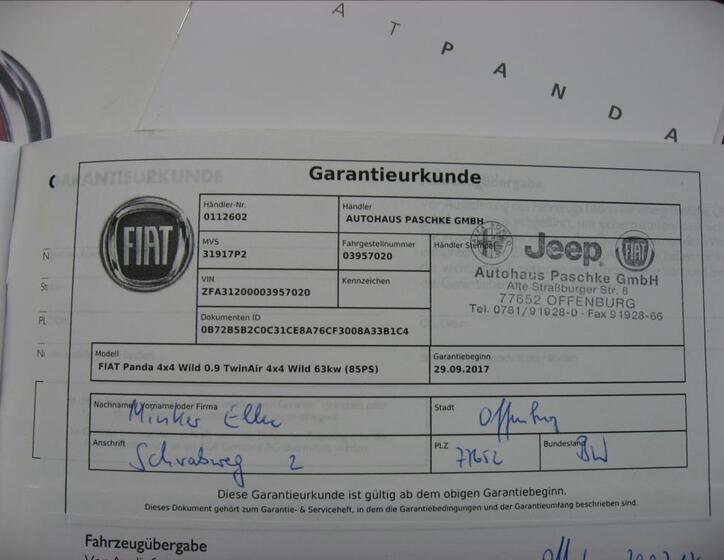 A T P A N D A
Garantieurkunde
FIAT
Händler-Nr.
0112602
Händler
AUTOHAUS PASCHKE GMBH
MVS
31917P2
Fahrgestellnummer
03957020
Händler Stempel
Jeep FIAT
Autohaus Paschke GmbH
Alte Straßburger Str. 8
77652 OFFENBURG
Tel. 0781/91928-0 · Fax 91928-66
VIN
ZFA31200003957020
Kennzeichen
Dokumenten ID
0B72B5B2C0C31CE8A76CF3008A33B1C4
Modell
FIAT Panda 4x4 Wild 0.9 TwinAir 4x4 Wild 63kw (85PS)
Garantiebeginn
29.09.2017
Nachname/ Vorname/oder Firma
Stadt
Offenburg
Anschrift
2
PLZ
77652
Bundesland
BW
Diese Garantieurkunde ist gültig ab dem obigen Garantiebeginn.
Dieses Dokument gehört zum Garantie- & Serviceheft, in dem die Garantiebedingungen und der Garantieumfang beschrieben sind.
Fahrzeugübergabe